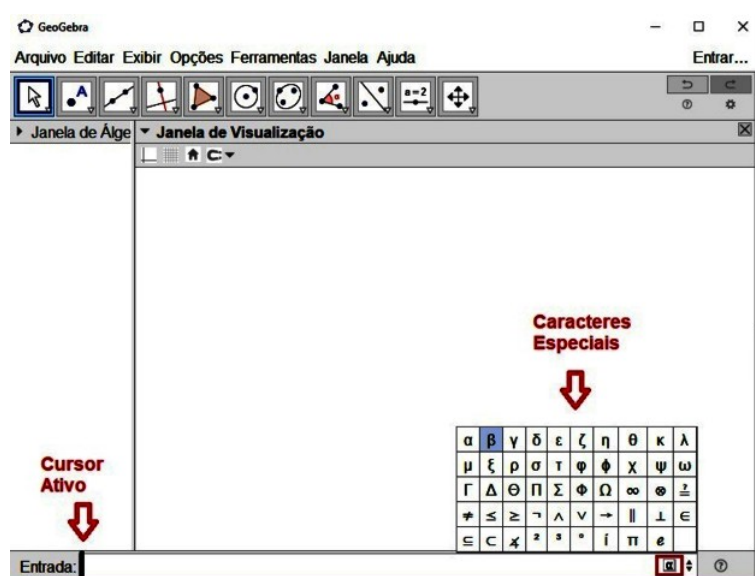 GeoGebra
Arquivo Editar Exibir Opções Ferramentas Janela Ajuda Entrar...
A a=2
Janela de Álge Janela de Visualização
Caracteres
Especiais
α β γ δ ε ζ η θ κ λ
μ ξ ρ σ τ φ ϕ χ ψ ω
Γ Δ Θ Π Σ Φ Ω ∞ ⊗ ≟
≠ ≤ ≥ ¬ ∧ ∨ → ∥ ⊥ ∈
⊆ ⊂ ∡ ² ³ ° í π ℯ
Cursor
Ativo
Entrada: α